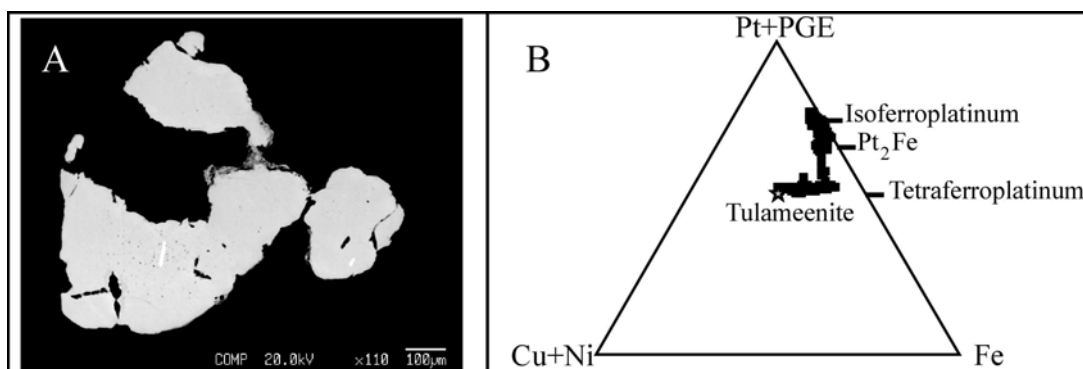 A
COMP 20.0kV ×110 100µm
B
Pt+PGE
Isoferroplatinum
Pt₂Fe
Tetraferroplatinum
Tulameenite
Cu+Ni
Fe